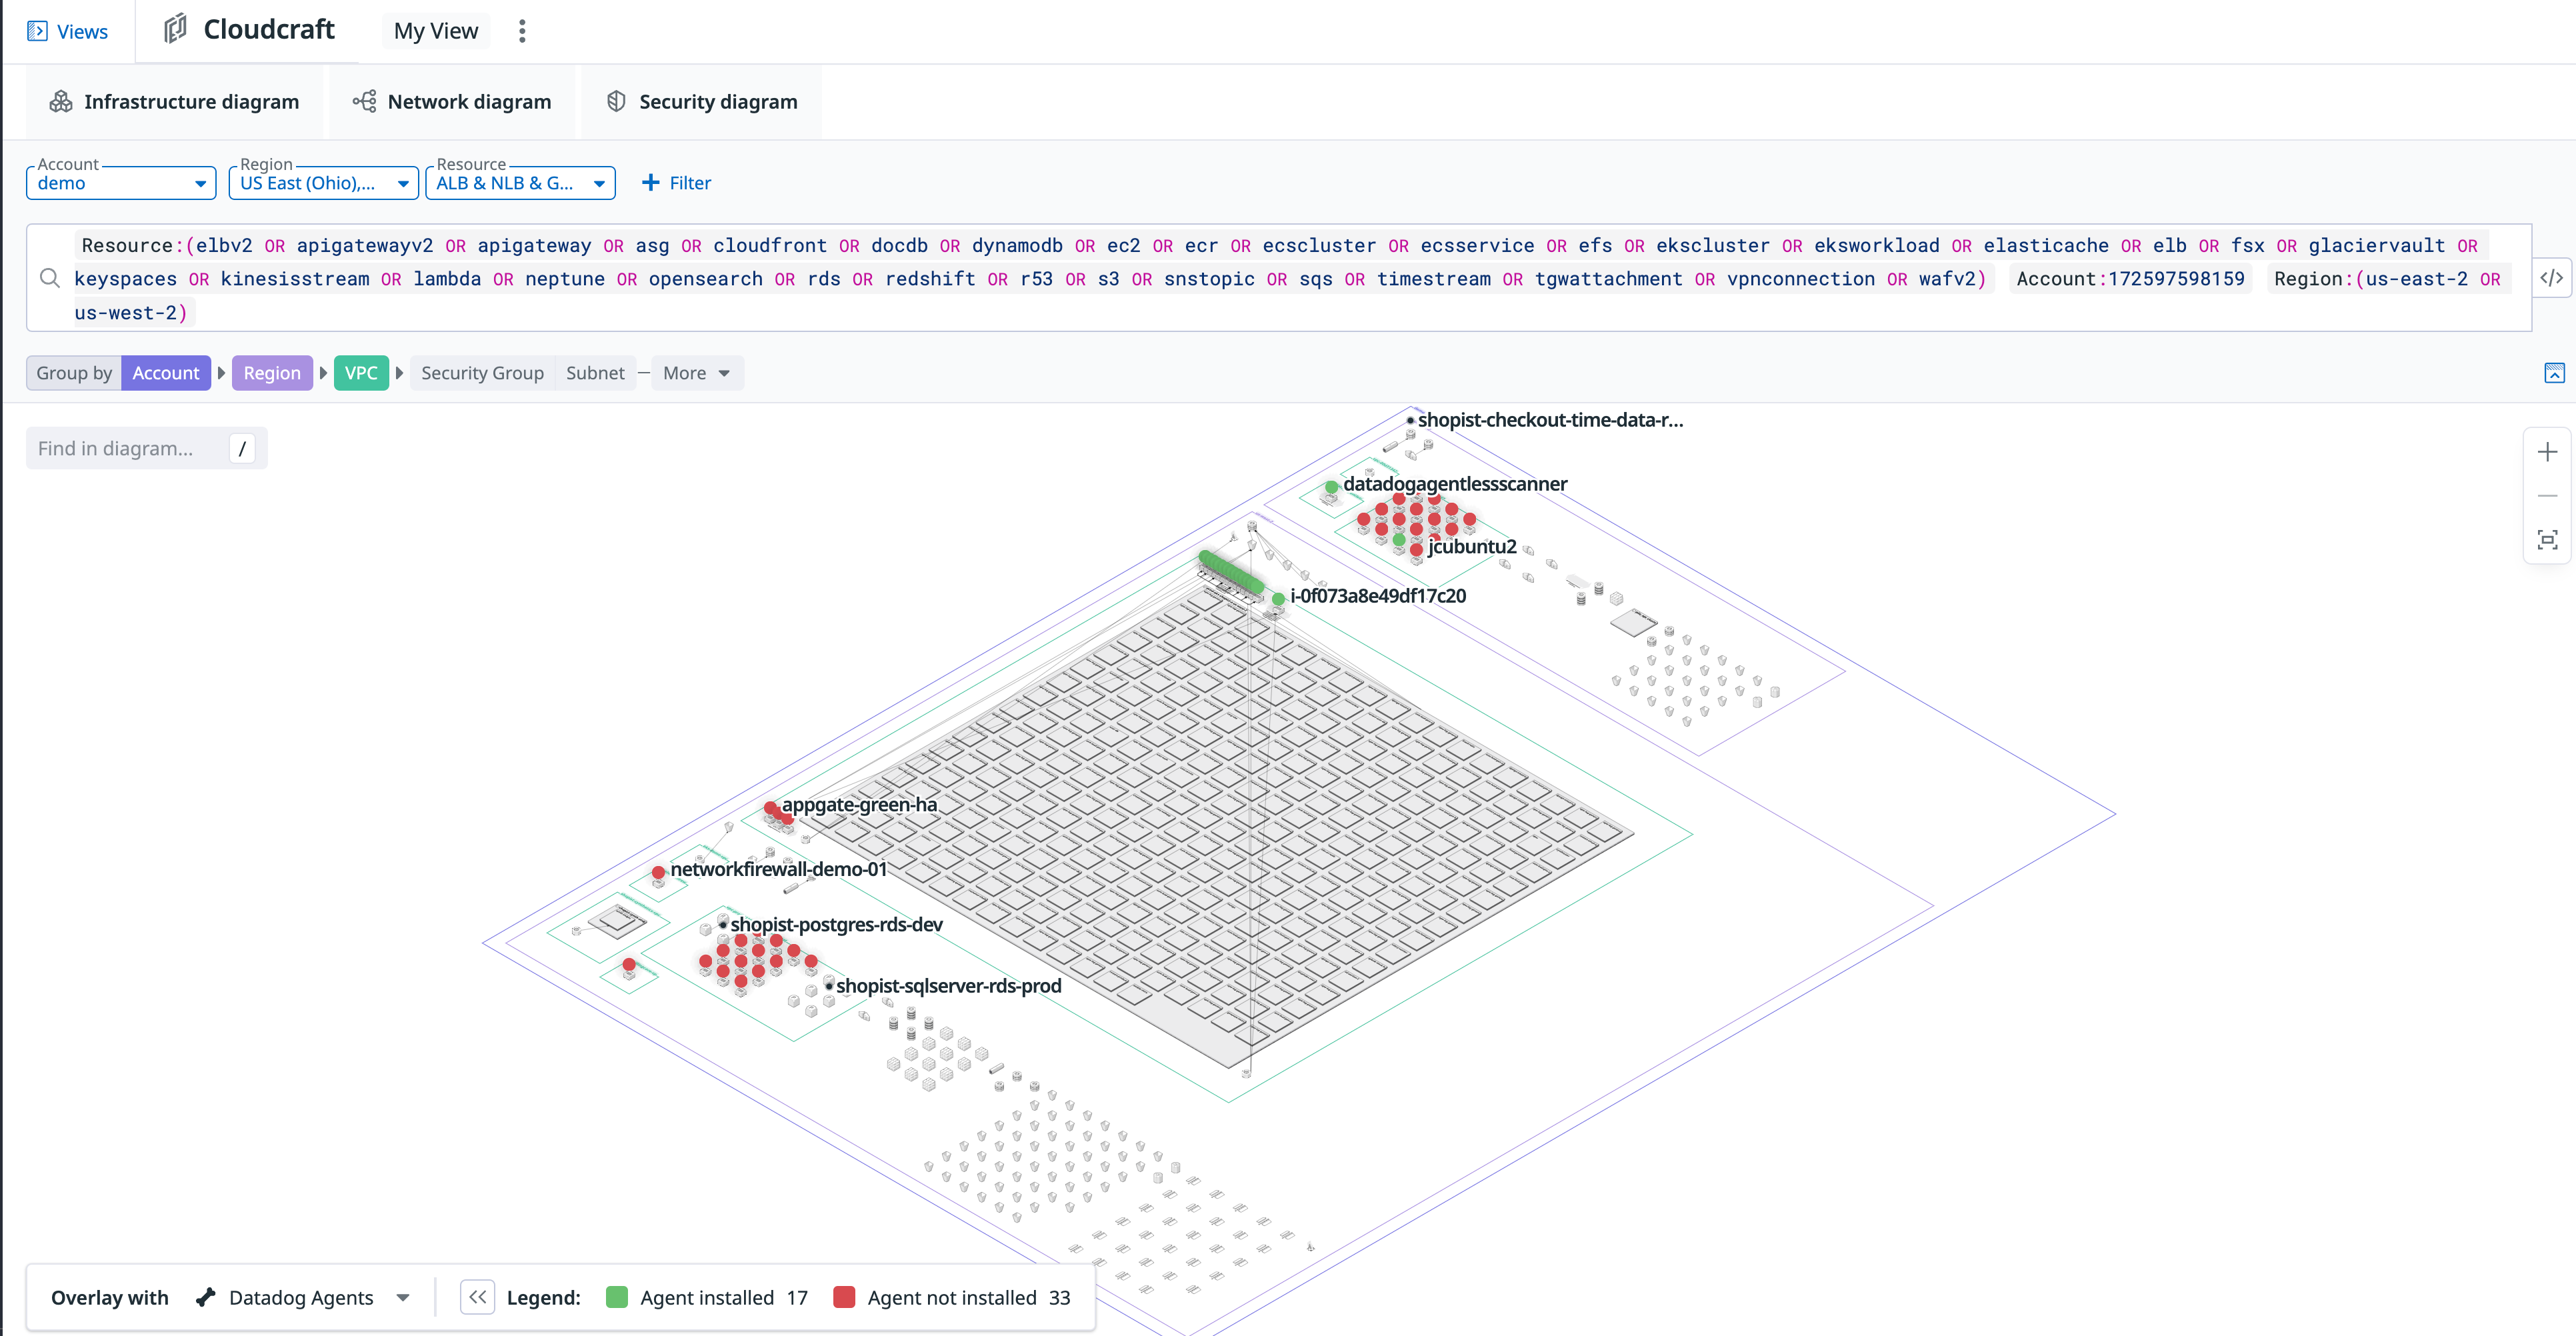 Views
Cloudcraft
My View
Infrastructure diagram
Network diagram
Security diagram
Account
demo
Region
US East (Ohio),...
Resource
ALB & NLB & G...
+ Filter
Resource:(elbv2 OR apigatewayv2 OR apigateway OR asg OR cloudfront OR docdb OR dynamodb OR ec2 OR ecr OR ecscluster OR ecsservice OR efs OR ekscluster OR eksworkload OR elasticache OR elb OR fsx OR glaciervault OR
keyspaces OR kinesisstream OR lambda OR neptune OR opensearch OR rds OR redshift OR r53 OR s3 OR snstopic OR sqs OR timestream OR tgwattachment OR vpnconnection OR wafv2) Account:172597598159 Region:(us-east-2 OR
us-west-2)
</>
Group by Account Region VPC Security Group Subnet More
Find in diagram... /
shopist-checkout-time-data-r...
datadogagentlessscanner
jcubuntu2
i-0f073a8e49df17c20
appgate-green-ha
networkfirewall-demo-01
shopist-postgres-rds-dev
shopist-sqlserver-rds-prod
Overlay with Datadog Agents Legend: Agent installed 17 Agent not installed 33